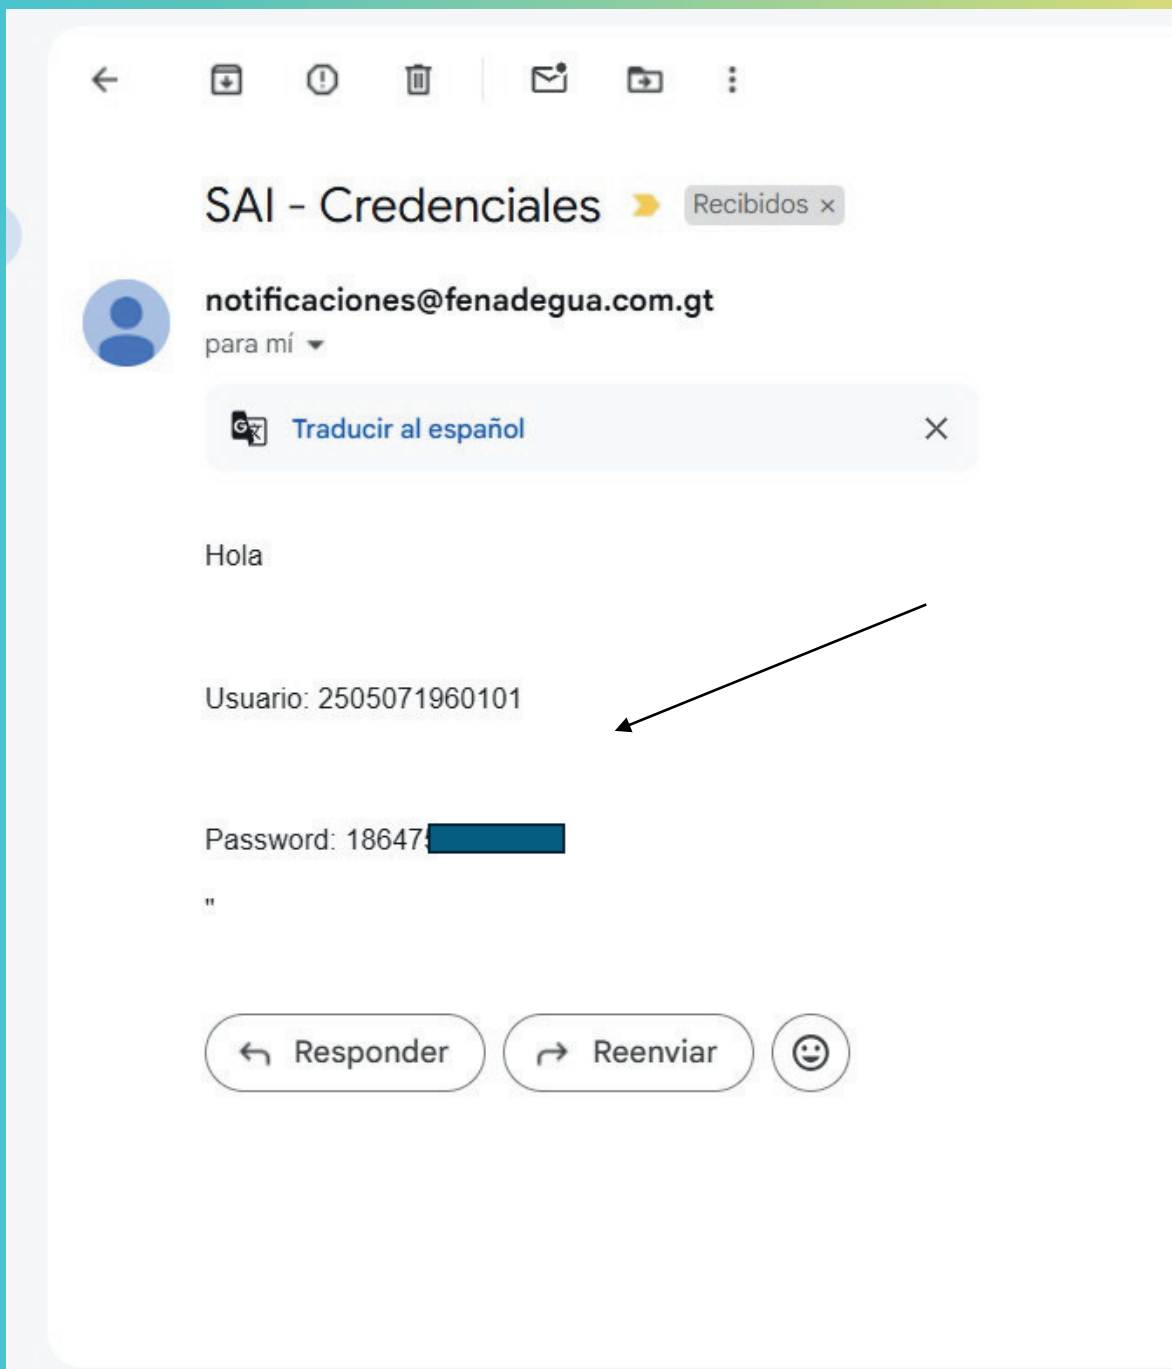 SAI - Credenciales Recibidos ×
notificaciones@fenadegua.com.gt
para mí
Traducir al español
Hola
Usuario: 2505071960101
Password: 18647
"
Responder Reenviar